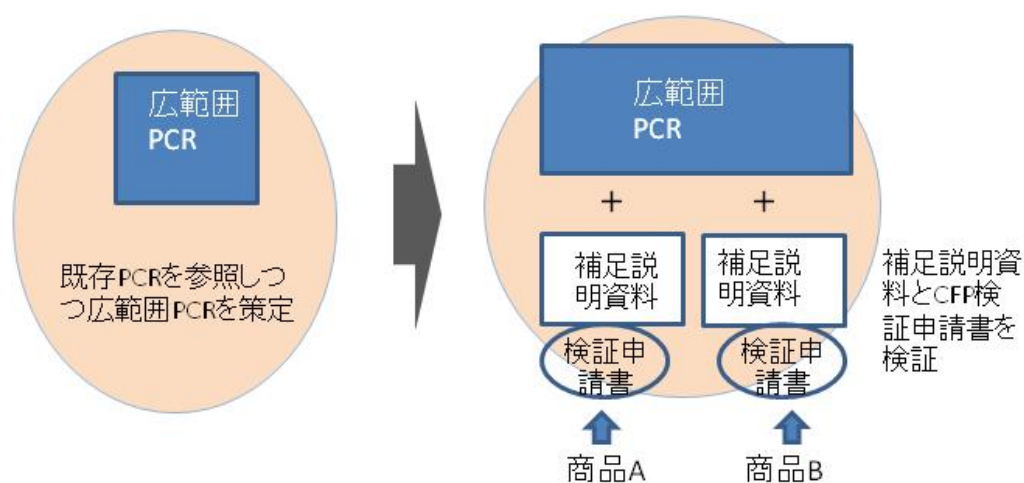 広範囲
PCR
既存PCRを参照しつ
つ広範囲PCRを策定
広範囲
PCR
+
+
補足説
明資料
補足説
明資料
検証申
請書
検証申
請書
補足説明資
料とCFP検
証申請書を
検証
商品A
商品B